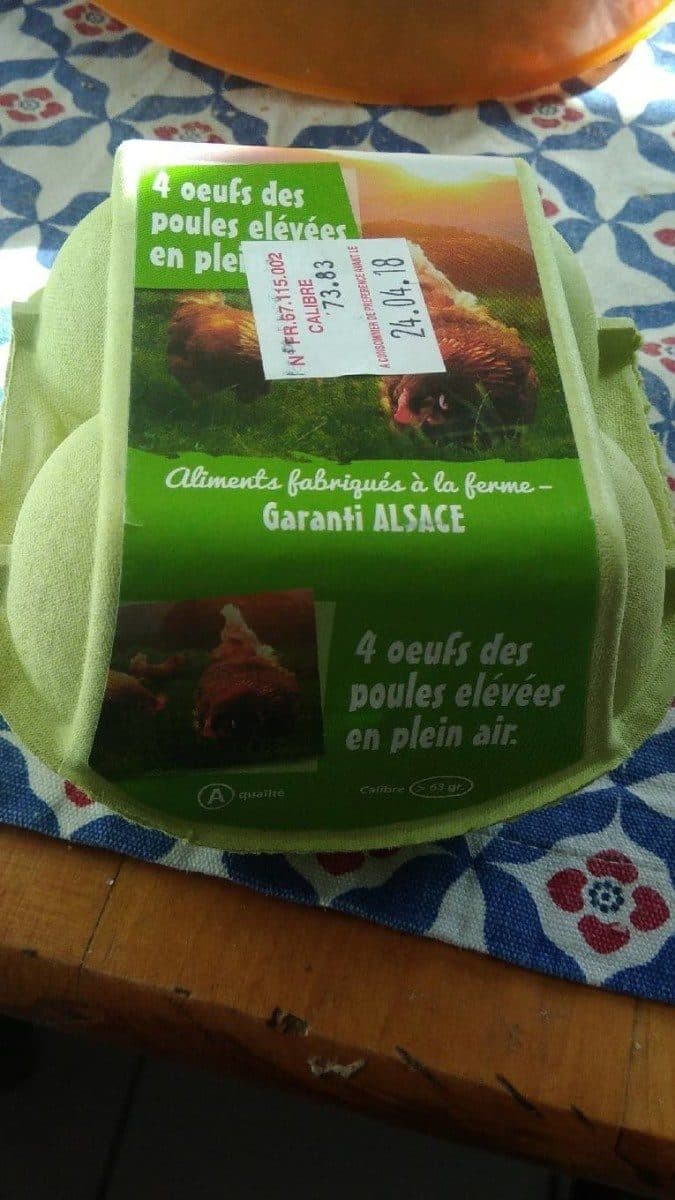 4 oeufs des
poules elévées
en plei
N° FR.67.115.002
CALIBRE
73.83
A CONSOMMER DE PREFERENCE AVANT LE
24.04.18
Aliments fabriqués à la ferme -
Garanti ALSACE
4 oeufs des
poules elévées
en plein air.
A qualité
Calibre > 63 gr.